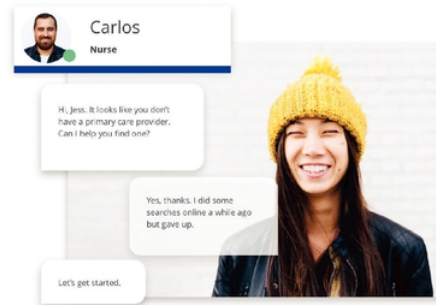 Carlos
Nurse
Hi, Jess. It looks like you don't
have a primary care provider.
Can I help you find one?
Yes, thanks. I did some
searches online a while ago
but gave up.
Let's get started.